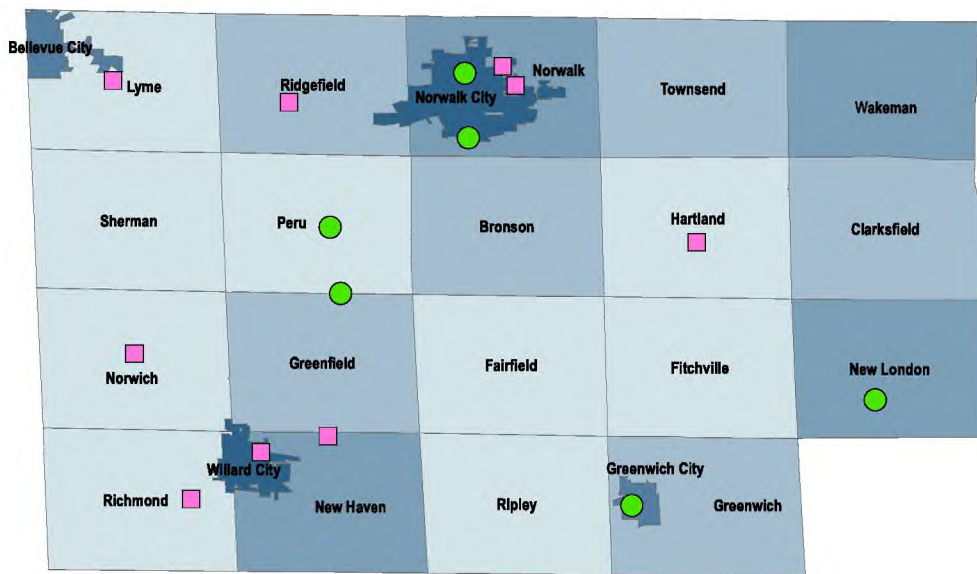 Bellevue City
Lyme
Ridgefield
Norwalk
Norwalk City
Townsend
Wakeman
Sherman
Peru
Bronson
Hartland
Clarksfield
Norwich
Greenfield
Fairfield
Fitchville
New London
Willard City
Greenwich City
Richmond
New Haven
RIpley
Greenwich